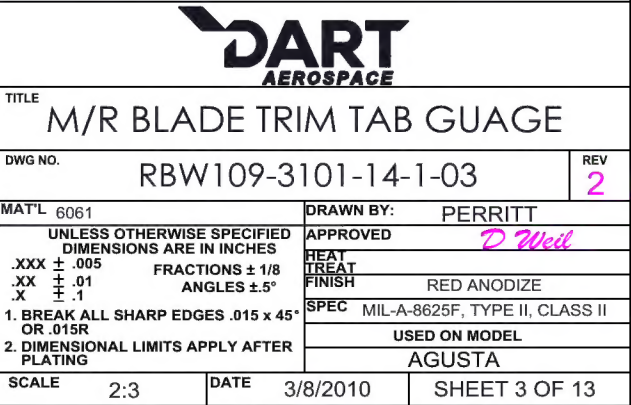 DART
AEROSPACE
TITLE
M/R BLADE TRIM TAB GUAGE
DWG NO.
RBW109-3101-14-1-03
REV
2
MAT'L 6061
DRAWN BY: PERRITT
UNLESS OTHERWISE SPECIFIED
DIMENSIONS ARE IN INCHES
.XXX ± .005
.XX ± .01
.X ± .1
FRACTIONS ± 1/8
ANGLES ±.5°
1. BREAK ALL SHARP EDGES .015 x 45°
OR .015R
2. DIMENSIONAL LIMITS APPLY AFTER
PLATING
APPROVED D Weil
HEAT
TREAT
FINISH RED ANODIZE
SPEC MIL-A-8625F, TYPE II, CLASS II
USED ON MODEL
AGUSTA
SCALE 2:3
DATE 3/8/2010
SHEET 3 OF 13